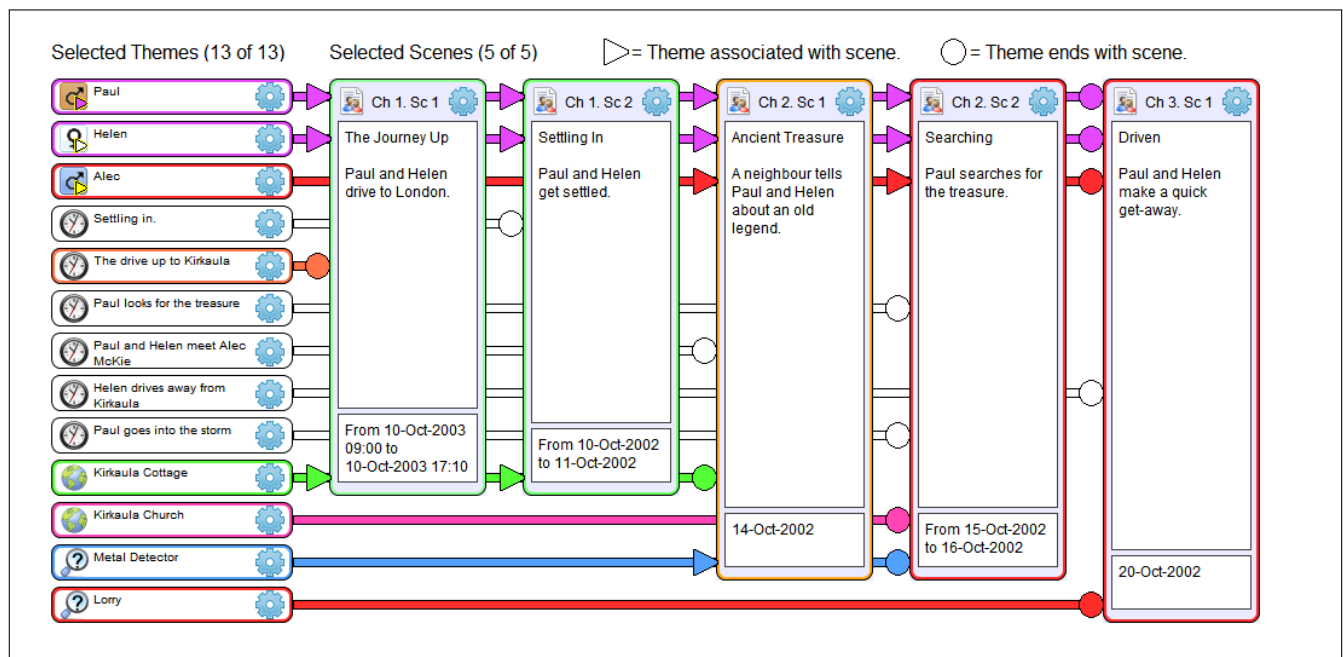 Selected Themes (13 of 13)
Selected Scenes (5 of 5)
= Theme associated with scene.
= Theme ends with scene.
Paul
Helen
Alec
Settling in.
The drive up to Kirkaula
Paul looks for the treasure
Paul and Helen meet Alec
McKie
Helen drives away from
Kirkaula
Paul goes into the storm
Kirkaula Cottage
Kirkaula Church
Metal Detector
Lorry
Ch 1. Sc 1
The Journey Up
Paul and Helen
drive to London.
From 10-Oct-2003
09:00 to
10-Oct-2003 17:10
Ch 1. Sc 2
Settling In
Paul and Helen
get settled.
From 10-Oct-2002
to 11-Oct-2002
Ch 2. Sc 1
Ancient Treasure
A neighbour tells
Paul and Helen
about an old
legend.
14-Oct-2002
Ch 2. Sc 2
Searching
Paul searches for
the treasure.
From 15-Oct-2002
to 16-Oct-2002
Ch 3. Sc 1
Driven
Paul and Helen
make a quick
get-away.
20-Oct-2002